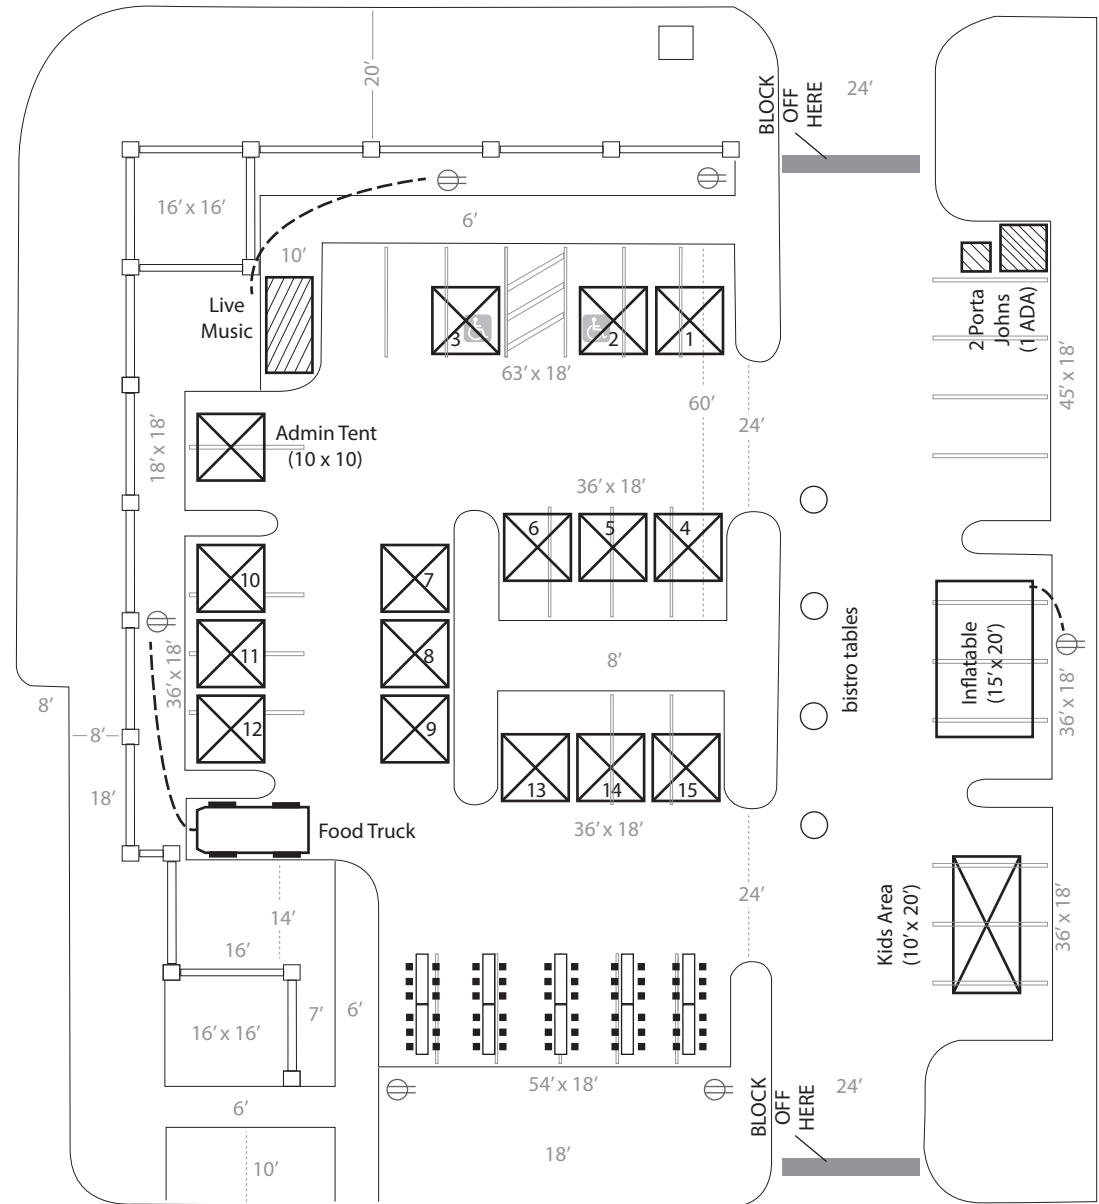 20’
BLOCK
OFF
HERE
24’
16’ x 16’
6’
10’
Live
Music
3
2
1
63’ x 18’
2 Porta
Johns
(1 ADA)
45’ x 18’
60’
24’
18’ x 18’
Admin Tent
(10 x 10)
36’ x 18’
6
5
4
10
7
11
8
12
9
36’ x 18’
8’
bistro tables
Inflatable
(15’ x 20’)
36’ x 18’
8’
8’
18’
13
14
15
36’ x 18’
Food Truck
24’
Kids Area
(10’ x 20’)
36’ x 18’
14’
16’
16’ x 16’
7’
6’
54’ x 18’
BLOCK
OFF
HERE
24’
6’
18’
10’